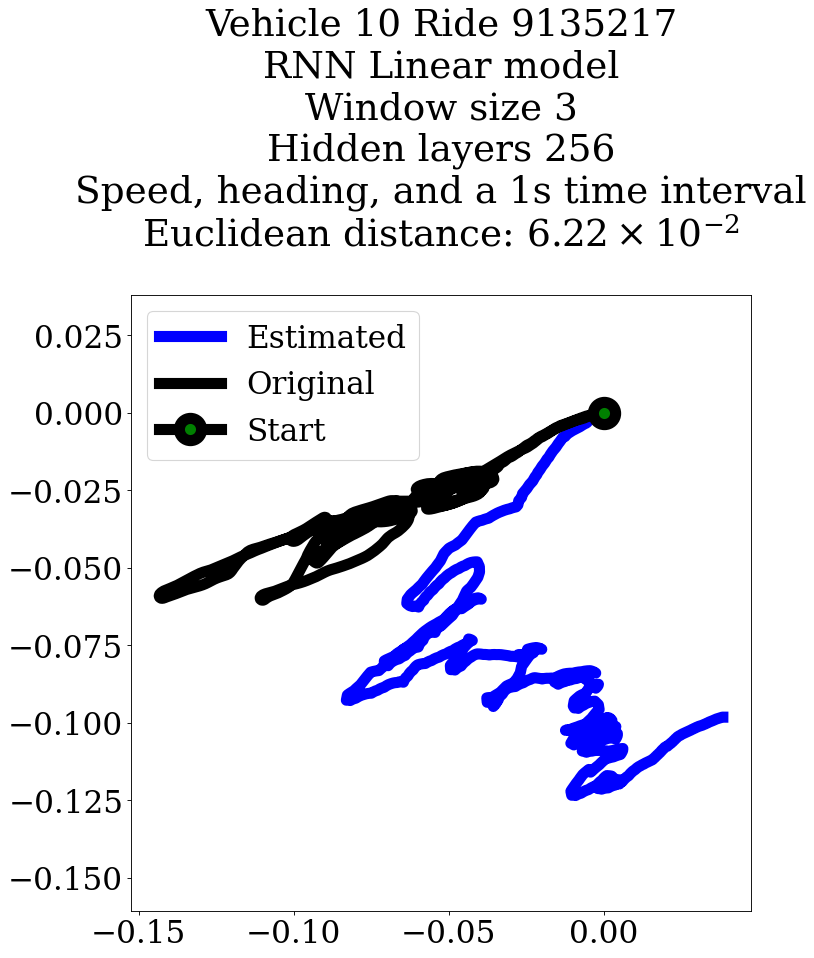 Vehicle 10 Ride 9135217
RNN Linear model
Window size 3
Hidden layers 256
Speed, heading, and a 1s time interval
Euclidean distance: 6.22 × 10⁻²
Estimated
Original
Start
0.025
0.000
−0.025
−0.050
−0.075
−0.100
−0.125
−0.150
−0.15 −0.10 −0.05 0.00